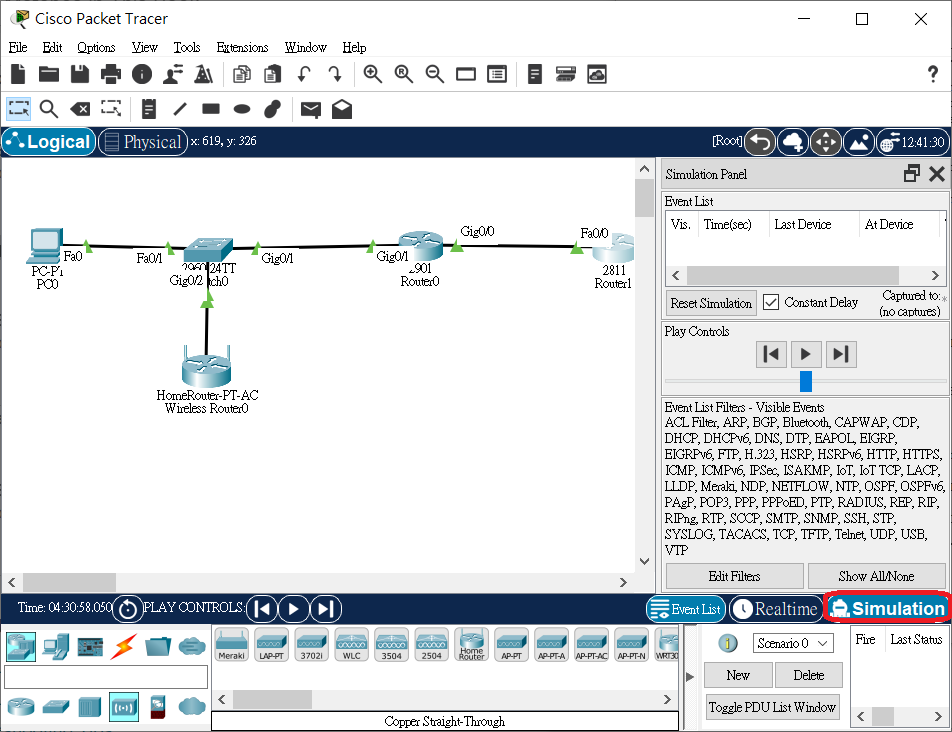 Cisco Packet Tracer
File Edit Options View Tools Extensions Window Help
?
Logical Physical x: 619, y: 326 [Root] 12:41:30
Fa0
PC-PT
PC0
Fa0/1
Gig0/2
Gig0/1
Gig0/1
Router0
Gig0/0
Fa0/0
2811
Router1
HomeRouter-PT-AC
Wireless Router0
Simulation Panel
Event List
Vis. Time(sec) Last Device At Device
Reset Simulation Constant Delay Captured to:
(no captures)
Play Controls
Event List Filters - Visible Events
ACL Filter, ARP, BGP, Bluetooth, CAPWAP, CDP,
DHCP, DHCPv6, DNS, DTP, EAPOL, EIGRP,
EIGRPv6, FTP, H.323, HSRP, HSRPv6, HTTP, HTTPS,
ICMP, ICMPv6, IPSec, ISAKMP, IoT, IoT TCP, LACP,
LLDP, Meraki, NDP, NETFLOW, NTP, OSPF, OSPFv6,
PAgP, POP3, PPP, PPPoED, PTP, RADIUS, REP, RIP,
RIPng, RTP, SCCP, SMTP, SNMP, SSH, STP,
SYSLOG, TACACS, TCP, TFTP, Telnet, UDP, USB,
VTP
Edit Filters Show All/None
Time: 04:30:58.050 PLAY CONTROLS: Event List Realtime Simulation
Meraki LAP-PT 3702i WLC 3504 2504 Home Router AP-PT AP-PT-A AP-PT-AC AP-PT-N WRT30
Copper Straight-Through
Scenario 0
New Delete
Toggle PDU List Window
Fire Last Status